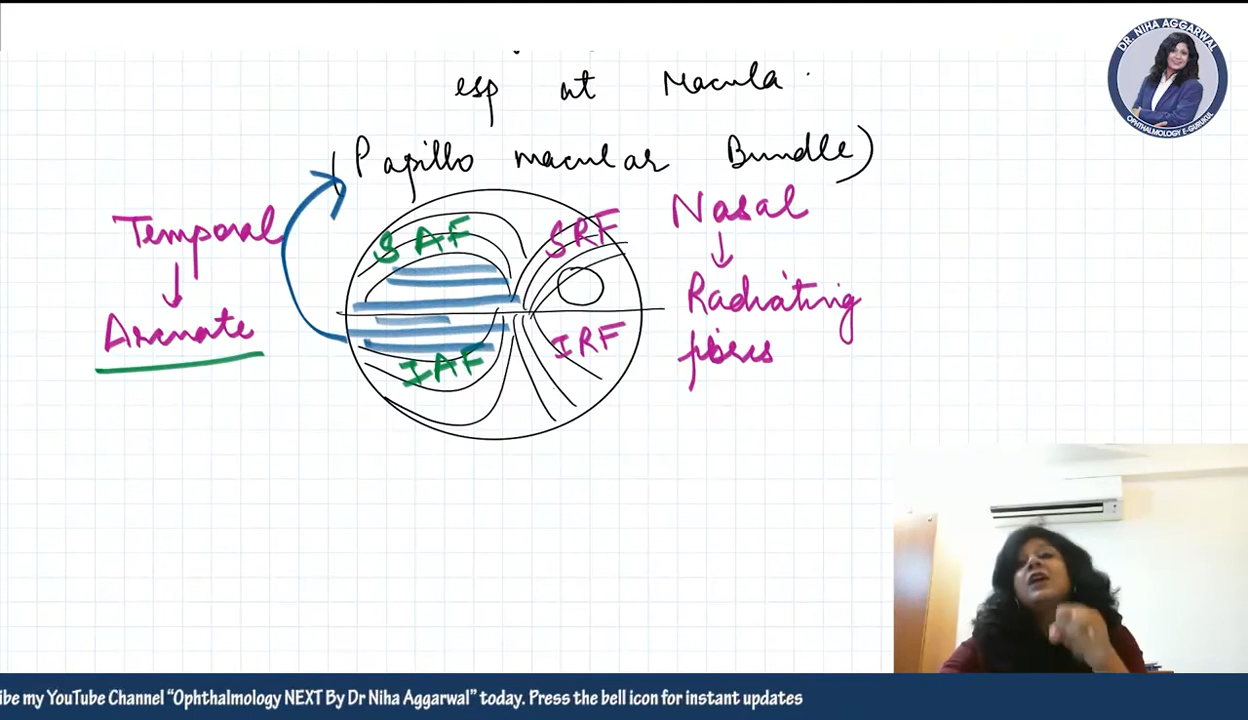 DR. NIHA AGGARWAL
OPHTHALMOLOGY E-GURUKUL
esp at Macula
(Papillo macular Bundle)
Temporal
↓
Arcuate
SAF
SRF
IAF
IRF
Nasal
↓
Radiating
fibers
ibe my YouTube Channel “Ophthalmology NEXT By Dr Niha Aggarwal” today. Press the bell icon for instant updates